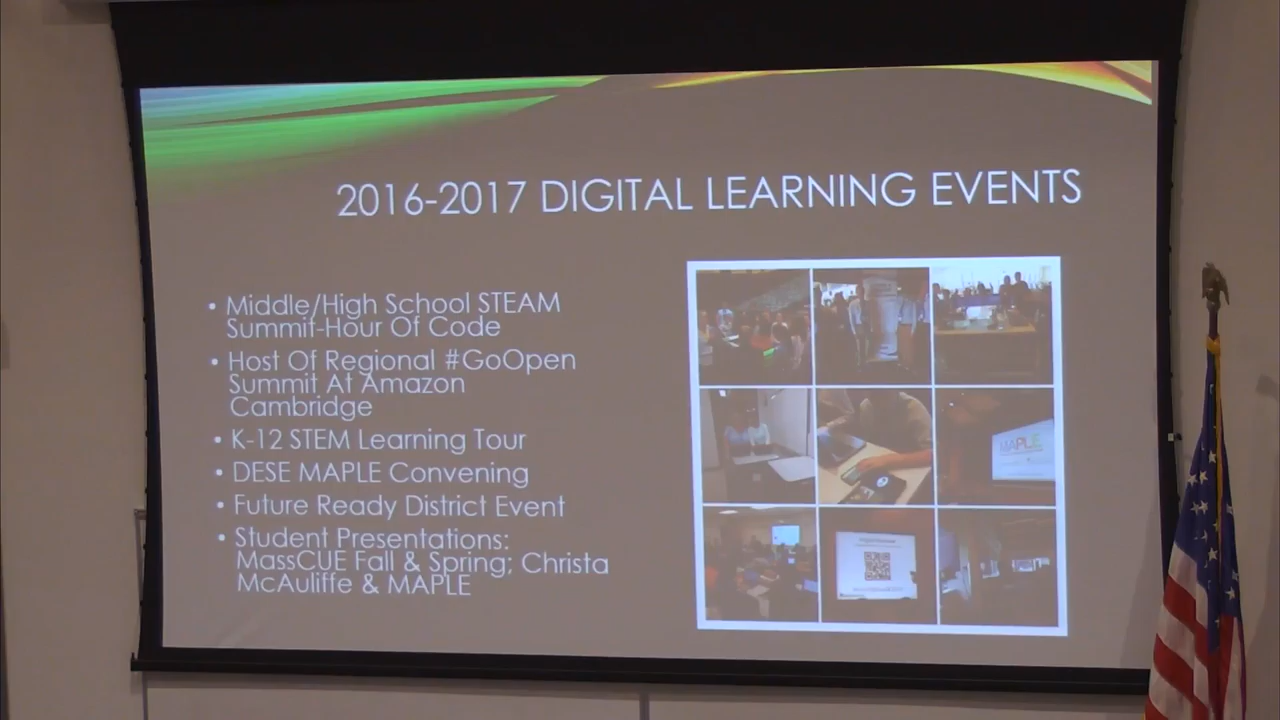 2016-2017 DIGITAL LEARNING EVENTS
• Middle/High School STEAM
Summit-Hour Of Code
• Host Of Regional #GoOpen
Summit At Amazon
Cambridge
• K-12 STEM Learning Tour
• DESE MAPLE Convening
• Future Ready District Event
• Student Presentations:
MassCUE Fall & Spring; Christa
McAuliffe & MAPLE
MAPLE